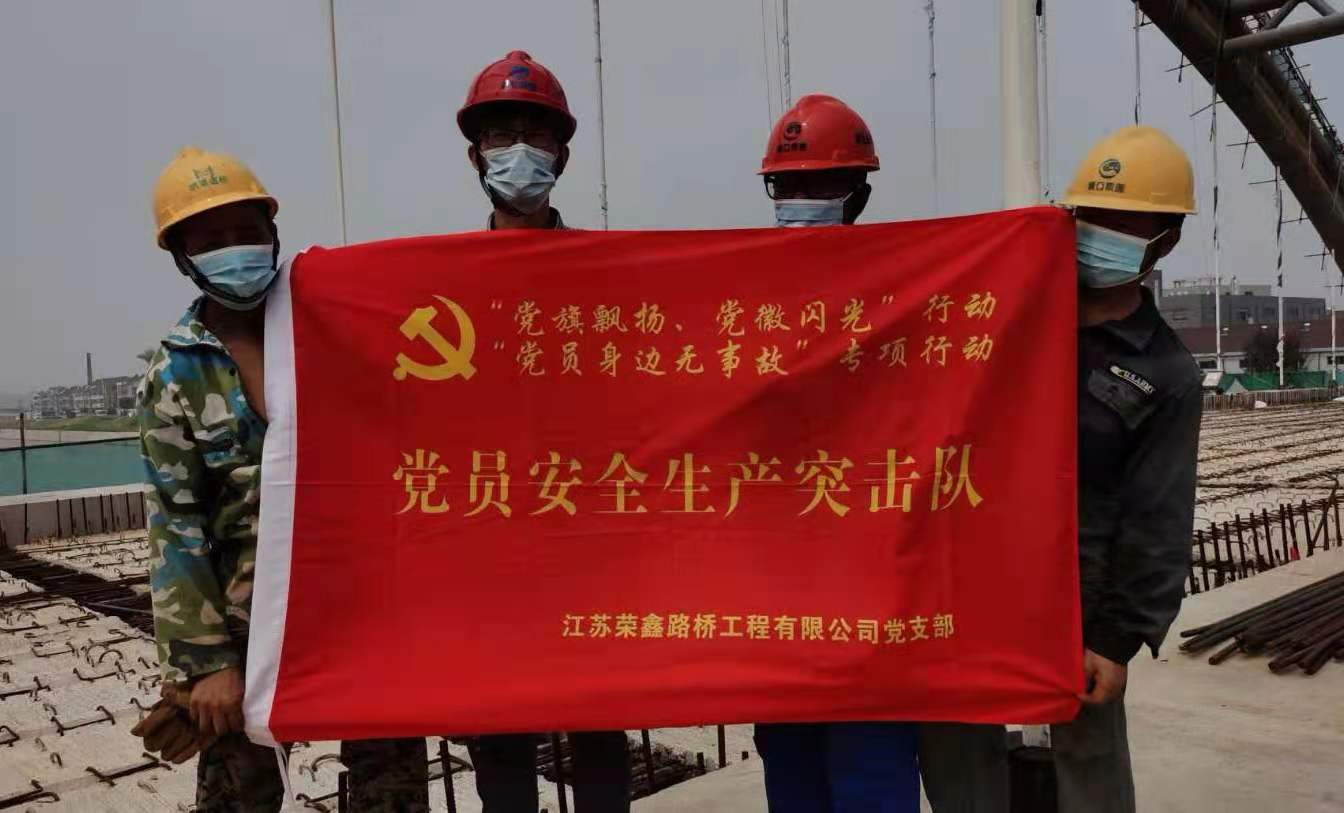 “党旗飘扬、党徽闪光”行动
“党员身边无事故”专项行动
党员安全生产突击队
江苏荣鑫路桥工程有限公司党支部